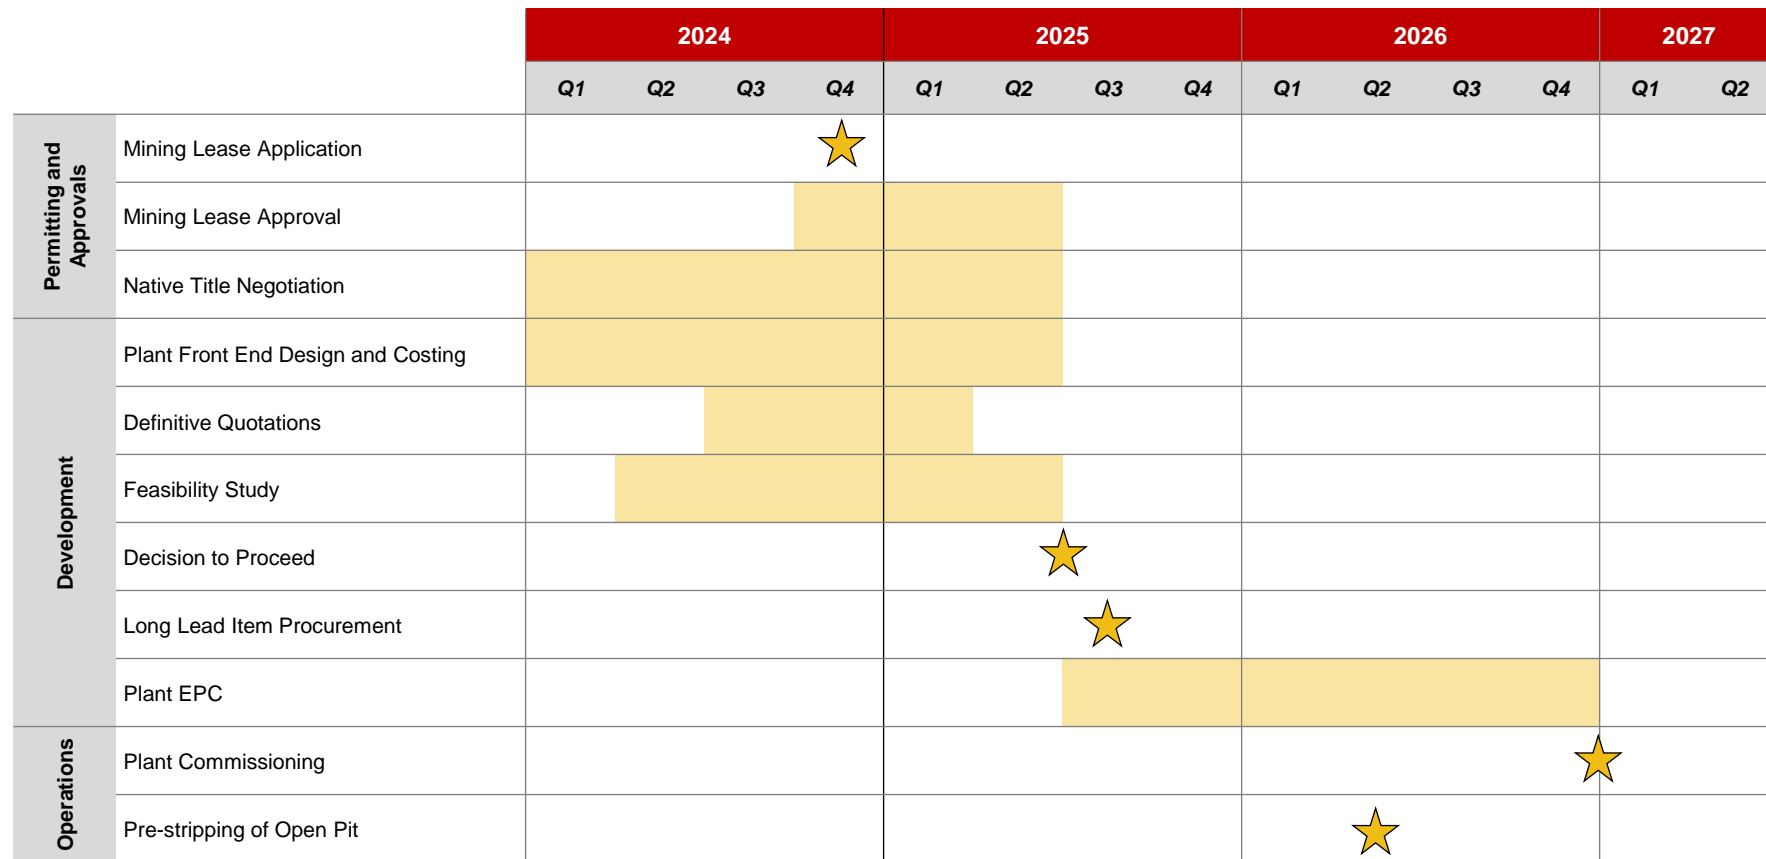 2024 2025 2026 2027
Q1 Q2 Q3 Q4 Q1 Q2 Q3 Q4 Q1 Q2 Q3 Q4 Q1 Q2
Permitting and
Approvals
Mining Lease Application
Mining Lease Approval
Native Title Negotiation
Development
Plant Front End Design and Costing
Definitive Quotations
Feasibility Study
Decision to Proceed
Long Lead Item Procurement
Plant EPC
Operations
Plant Commissioning
Pre-stripping of Open Pit